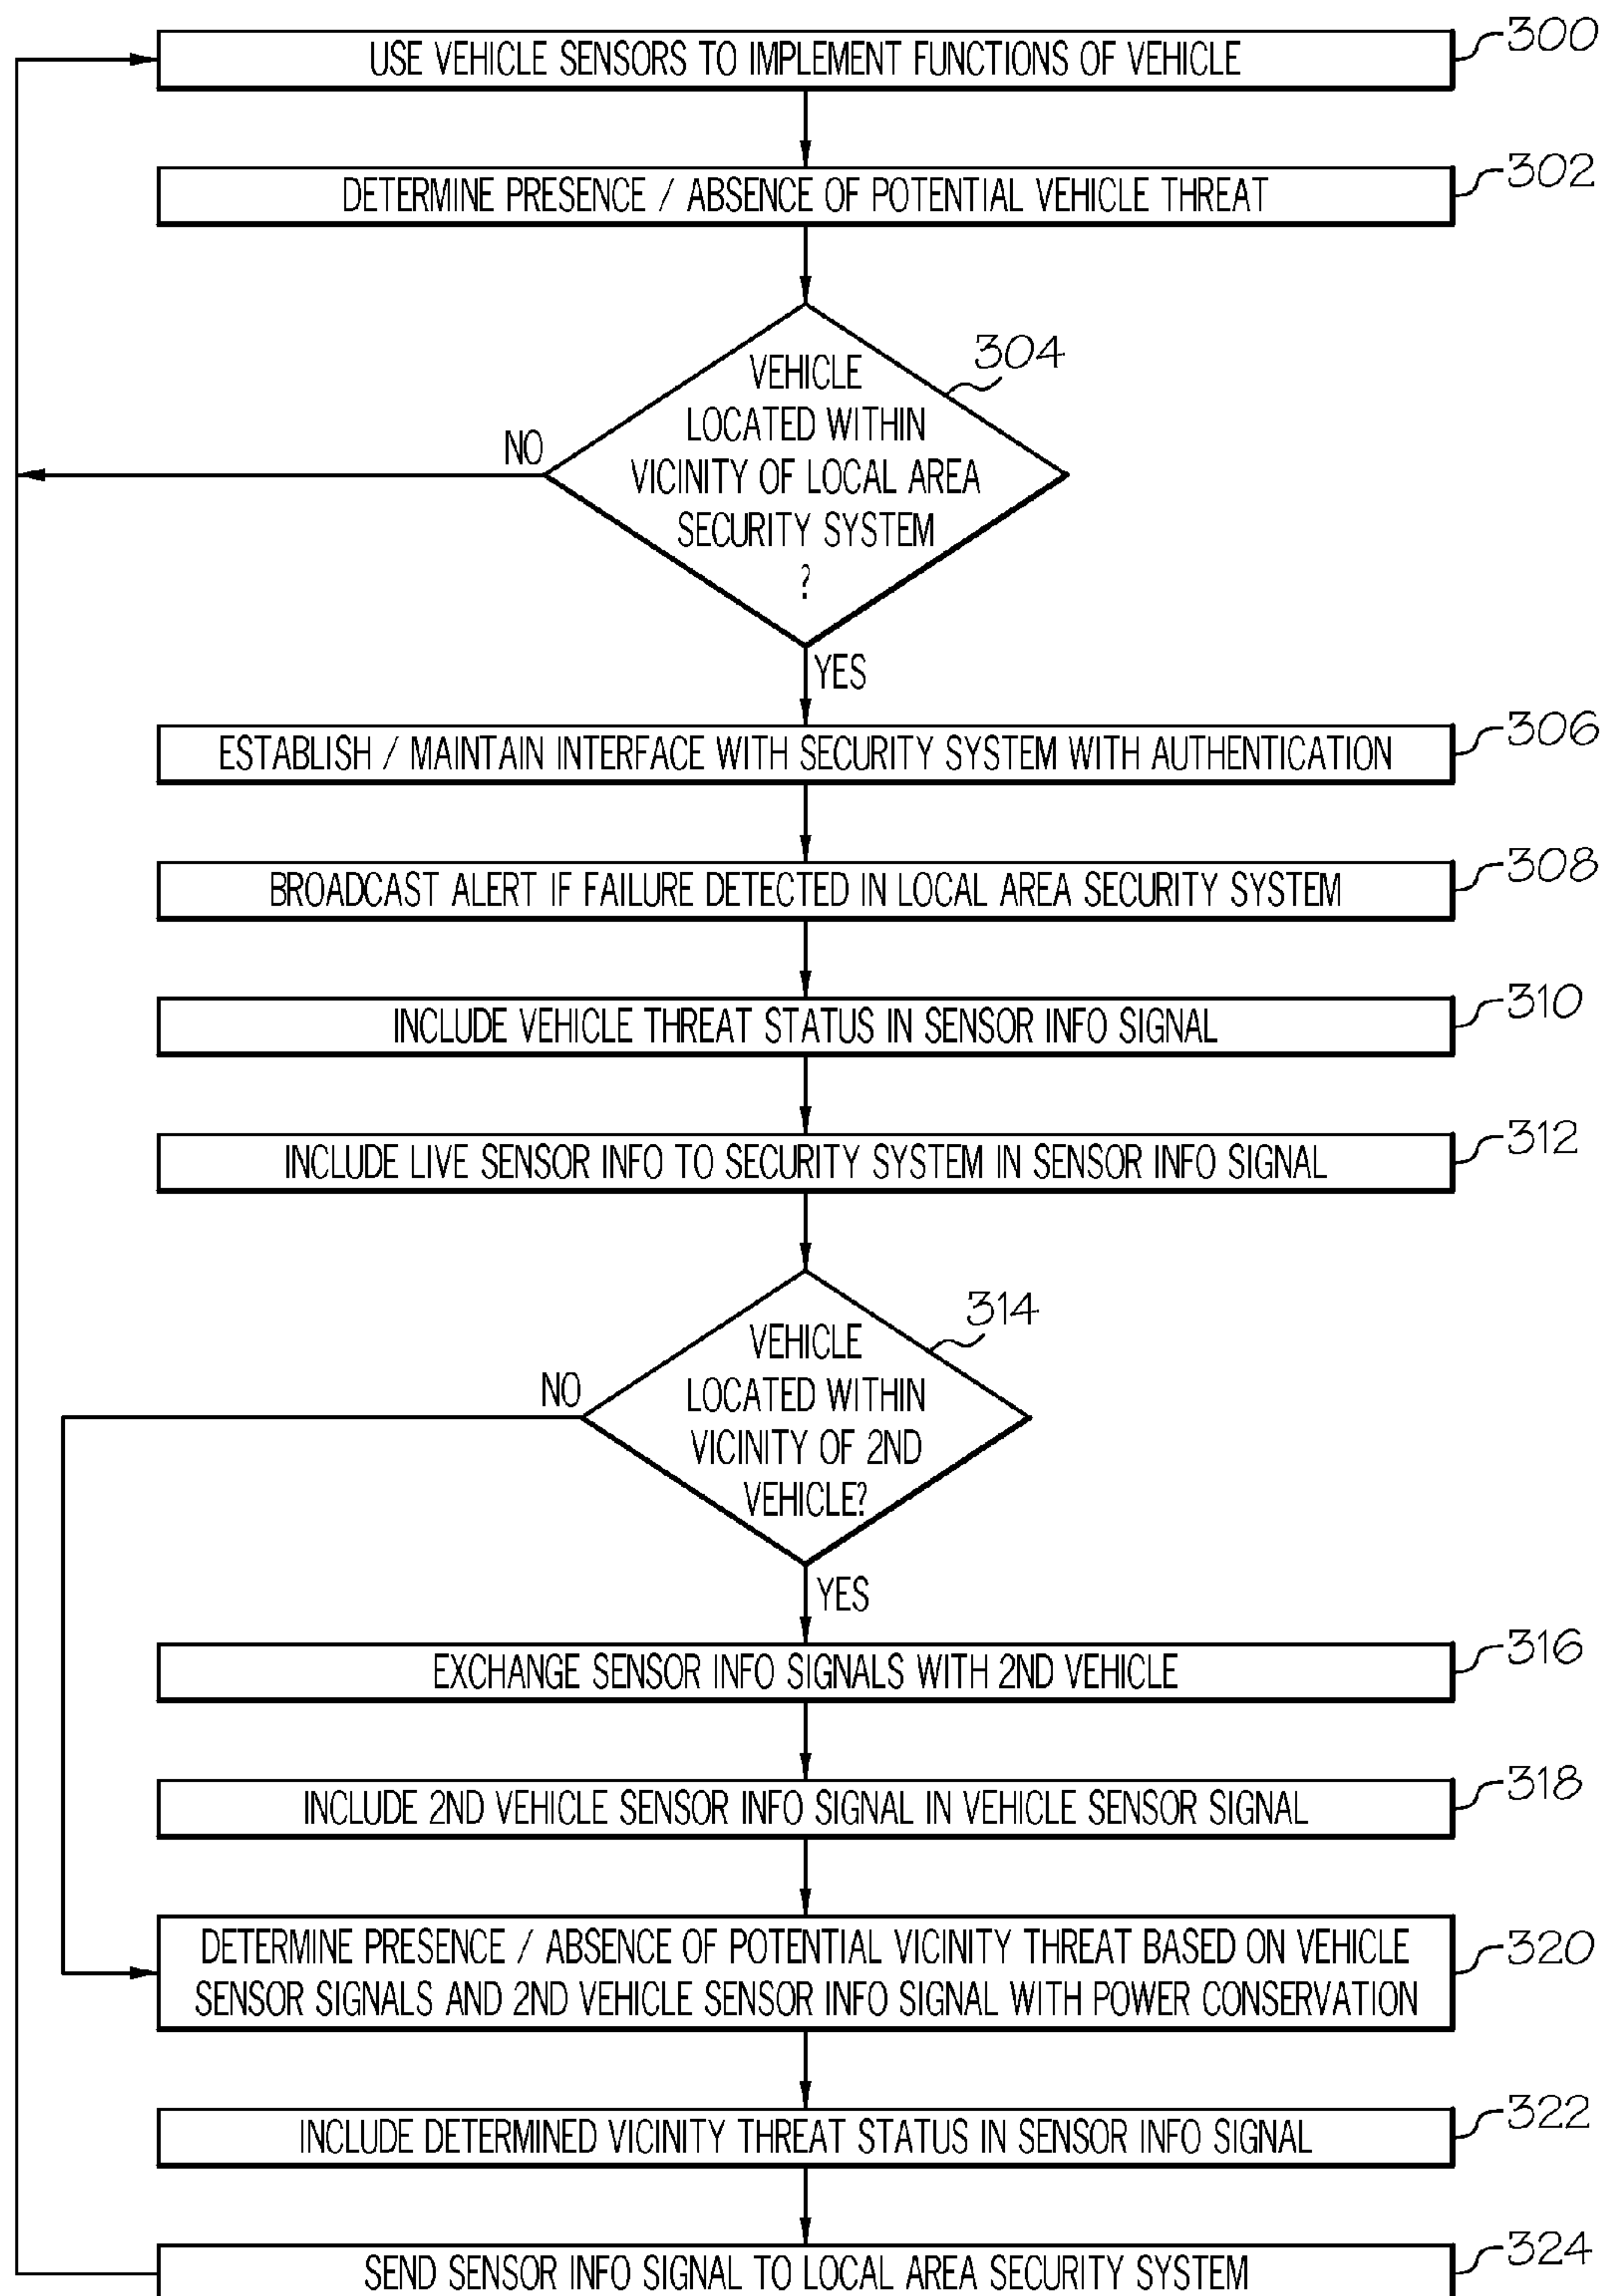 USE VEHICLE SENSORS TO IMPLEMENT FUNCTIONS OF VEHICLE
300
DETERMINE PRESENCE / ABSENCE OF POTENTIAL VEHICLE THREAT
302
304
VEHICLE
LOCATED WITHIN
VICINITY OF LOCAL AREA
SECURITY SYSTEM
?
NO
YES
ESTABLISH / MAINTAIN INTERFACE WITH SECURITY SYSTEM WITH AUTHENTICATION
306
BROADCAST ALERT IF FAILURE DETECTED IN LOCAL AREA SECURITY SYSTEM
308
INCLUDE VEHICLE THREAT STATUS IN SENSOR INFO SIGNAL
310
INCLUDE LIVE SENSOR INFO TO SECURITY SYSTEM IN SENSOR INFO SIGNAL
312
314
VEHICLE
LOCATED WITHIN
VICINITY OF 2ND
VEHICLE?
NO
YES
EXCHANGE SENSOR INFO SIGNALS WITH 2ND VEHICLE
316
INCLUDE 2ND VEHICLE SENSOR INFO SIGNAL IN VEHICLE SENSOR SIGNAL
318
DETERMINE PRESENCE / ABSENCE OF POTENTIAL VICINITY THREAT BASED ON VEHICLE
SENSOR SIGNALS AND 2ND VEHICLE SENSOR INFO SIGNAL WITH POWER CONSERVATION
320
INCLUDE DETERMINED VICINITY THREAT STATUS IN SENSOR INFO SIGNAL
322
SEND SENSOR INFO SIGNAL TO LOCAL AREA SECURITY SYSTEM
324